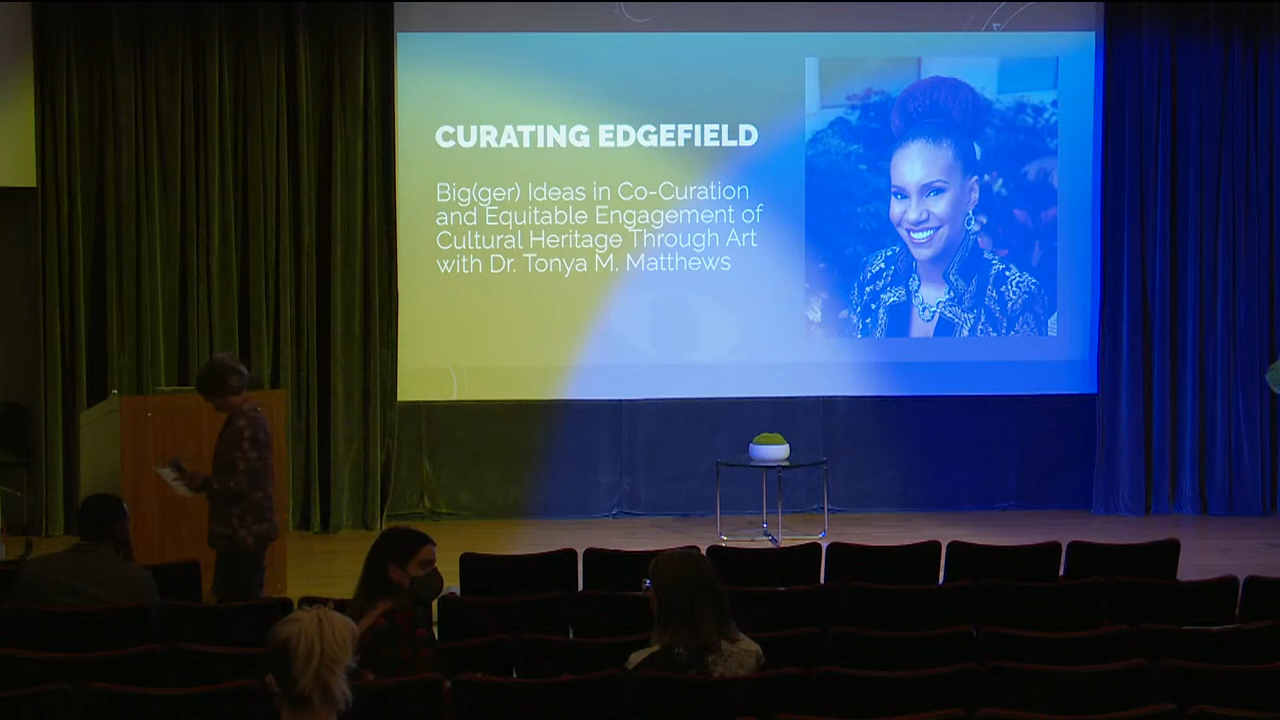 CURATING EDGEFIELD
Big(ger) Ideas in Co-Curation
and Equitable Engagement of
Cultural Heritage Through Art
with Dr. Tonya M. Matthews